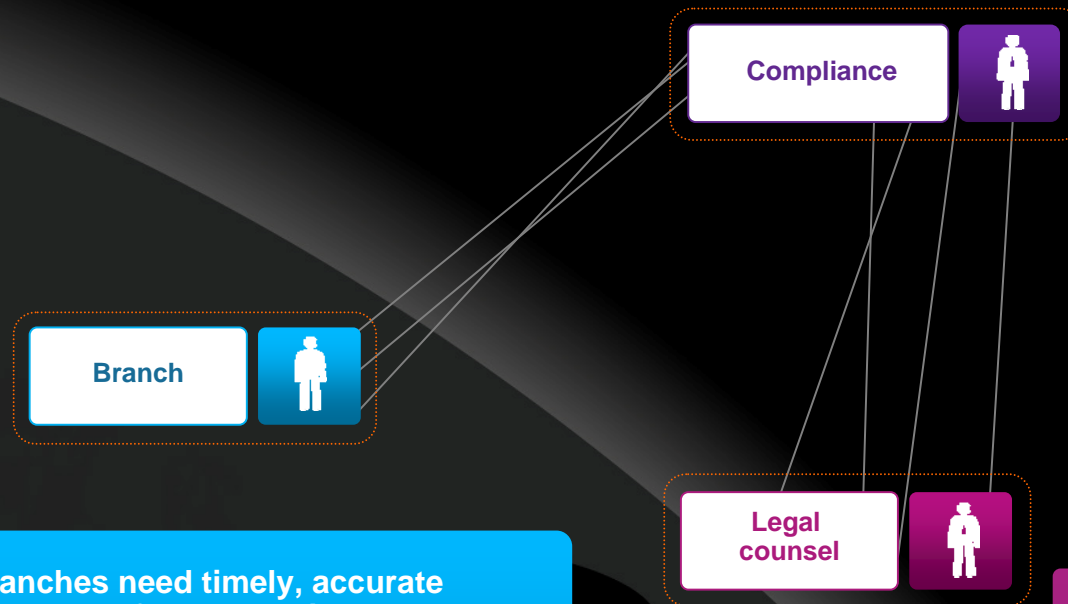 Compliance
Branch
Legal
counsel
anches need timely, accurate